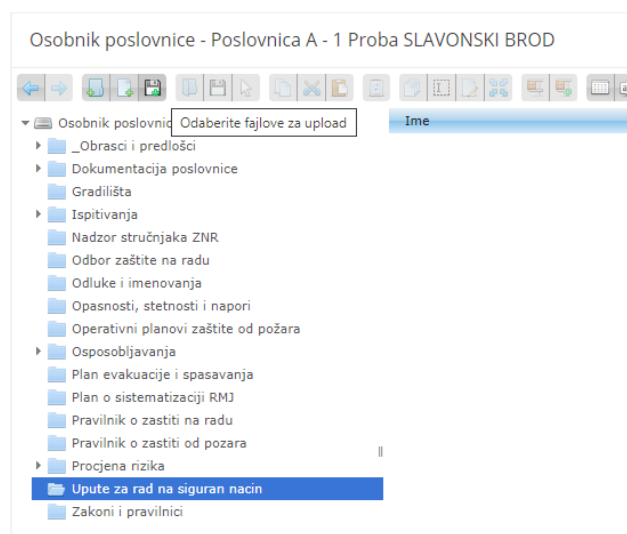 Osobnik poslovnice - Poslovnica A - 1 Proba SLAVONSKI BROD
Osobnik poslovnic
Odaberite fajlove za upload
Ime
_Obrasci i predlošci
Dokumentacija poslovnice
Gradilišta
Ispitivanja
Nadzor stručnjaka ZNR
Odbor zaštite na radu
Odluke i imenovanja
Opasnosti, stetnosti i napori
Operativni planovi zaštite od požara
Osposobljavanja
Plan evakuacije i spasavanja
Plan o sistematizaciji RMJ
Pravilnik o zastiti na radu
Pravilnik o zastiti od pozara
Procjena rizika
Upute za rad na siguran nacin
Zakoni i pravilnici